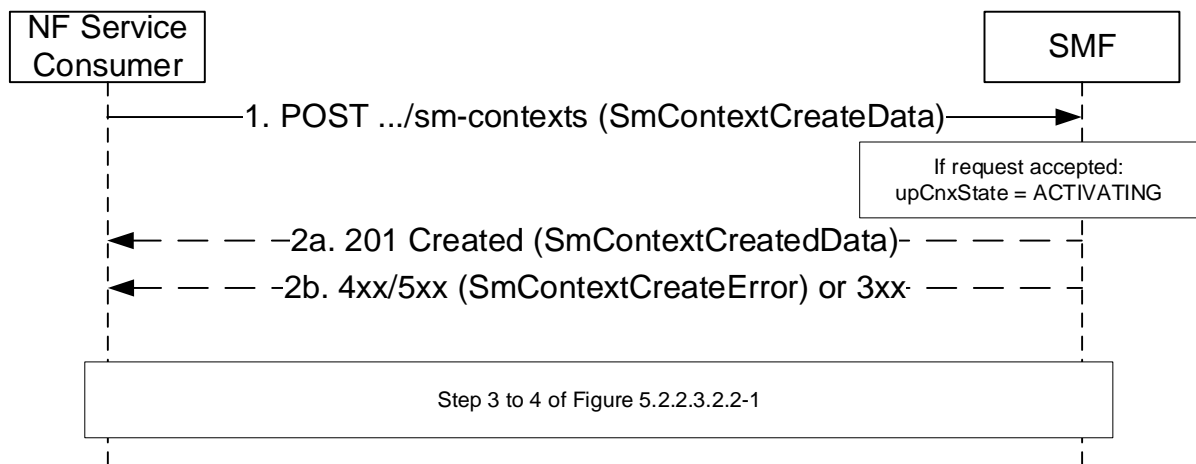 NF Service
Consumer
SMF
1. POST .../sm-contexts (SmContextCreateData)
If request accepted:
upCnxState = ACTIVATING
2a. 201 Created (SmContextCreatedData)
2b. 4xx/5xx (SmContextCreateError) or 3xx
Step 3 to 4 of Figure 5.2.2.3.2.2-1